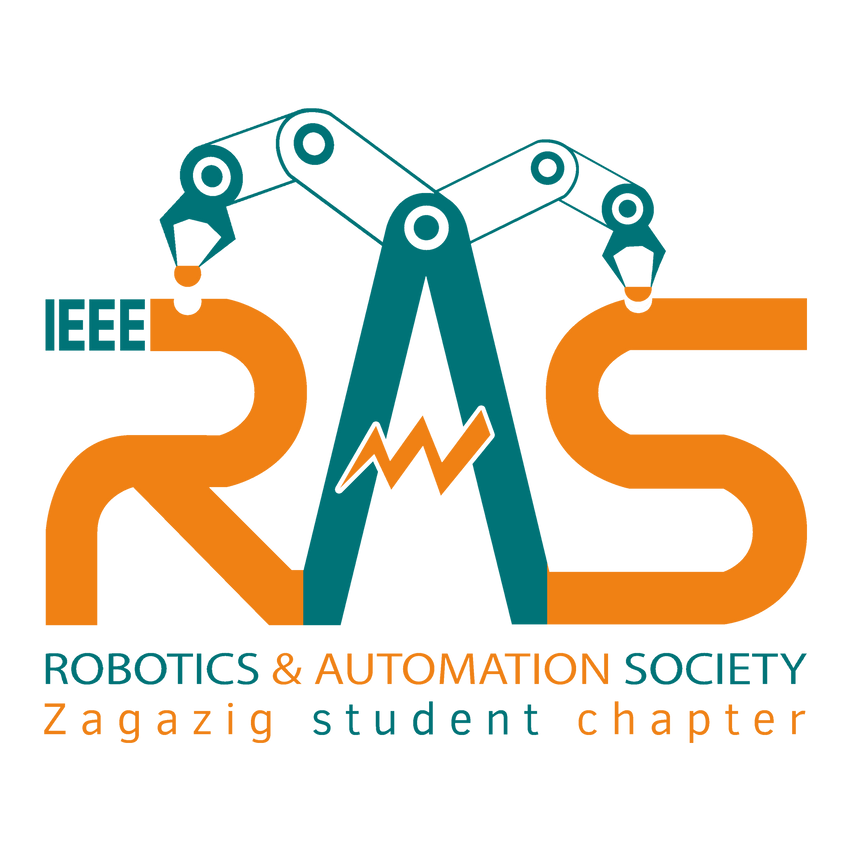 IEEE RAS
ROBOTICS & AUTOMATION SOCIETY
Zagazig student chapter